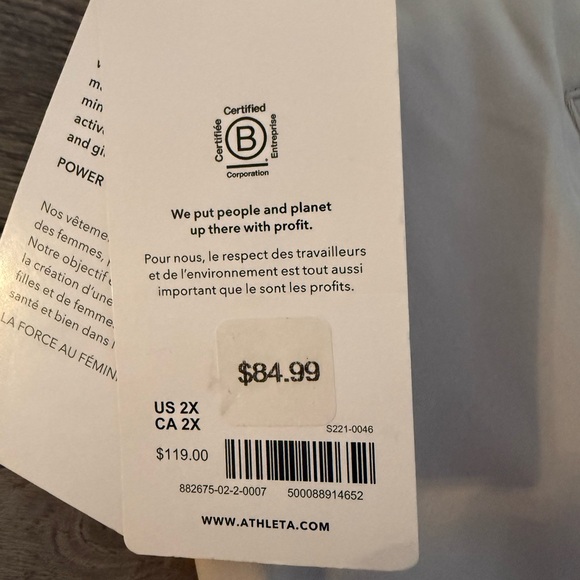 min
and
POWER
Nos
des femmes,
Notre objectif
la création d'une
filles et de
santé et bien dans
LA FORCE AU
Certified
Certifiée
B
Entreprise
Corporation
We put people and planet
up there with profit.
Pour nous, le respect des travailleurs
et de l'environnement est tout aussi
important que le sont les profits.
$84.99
US 2X
CA 2X
S221-0046
$119.00
882675-02-2-0007 500088914652
WWW.ATHLETA.COM